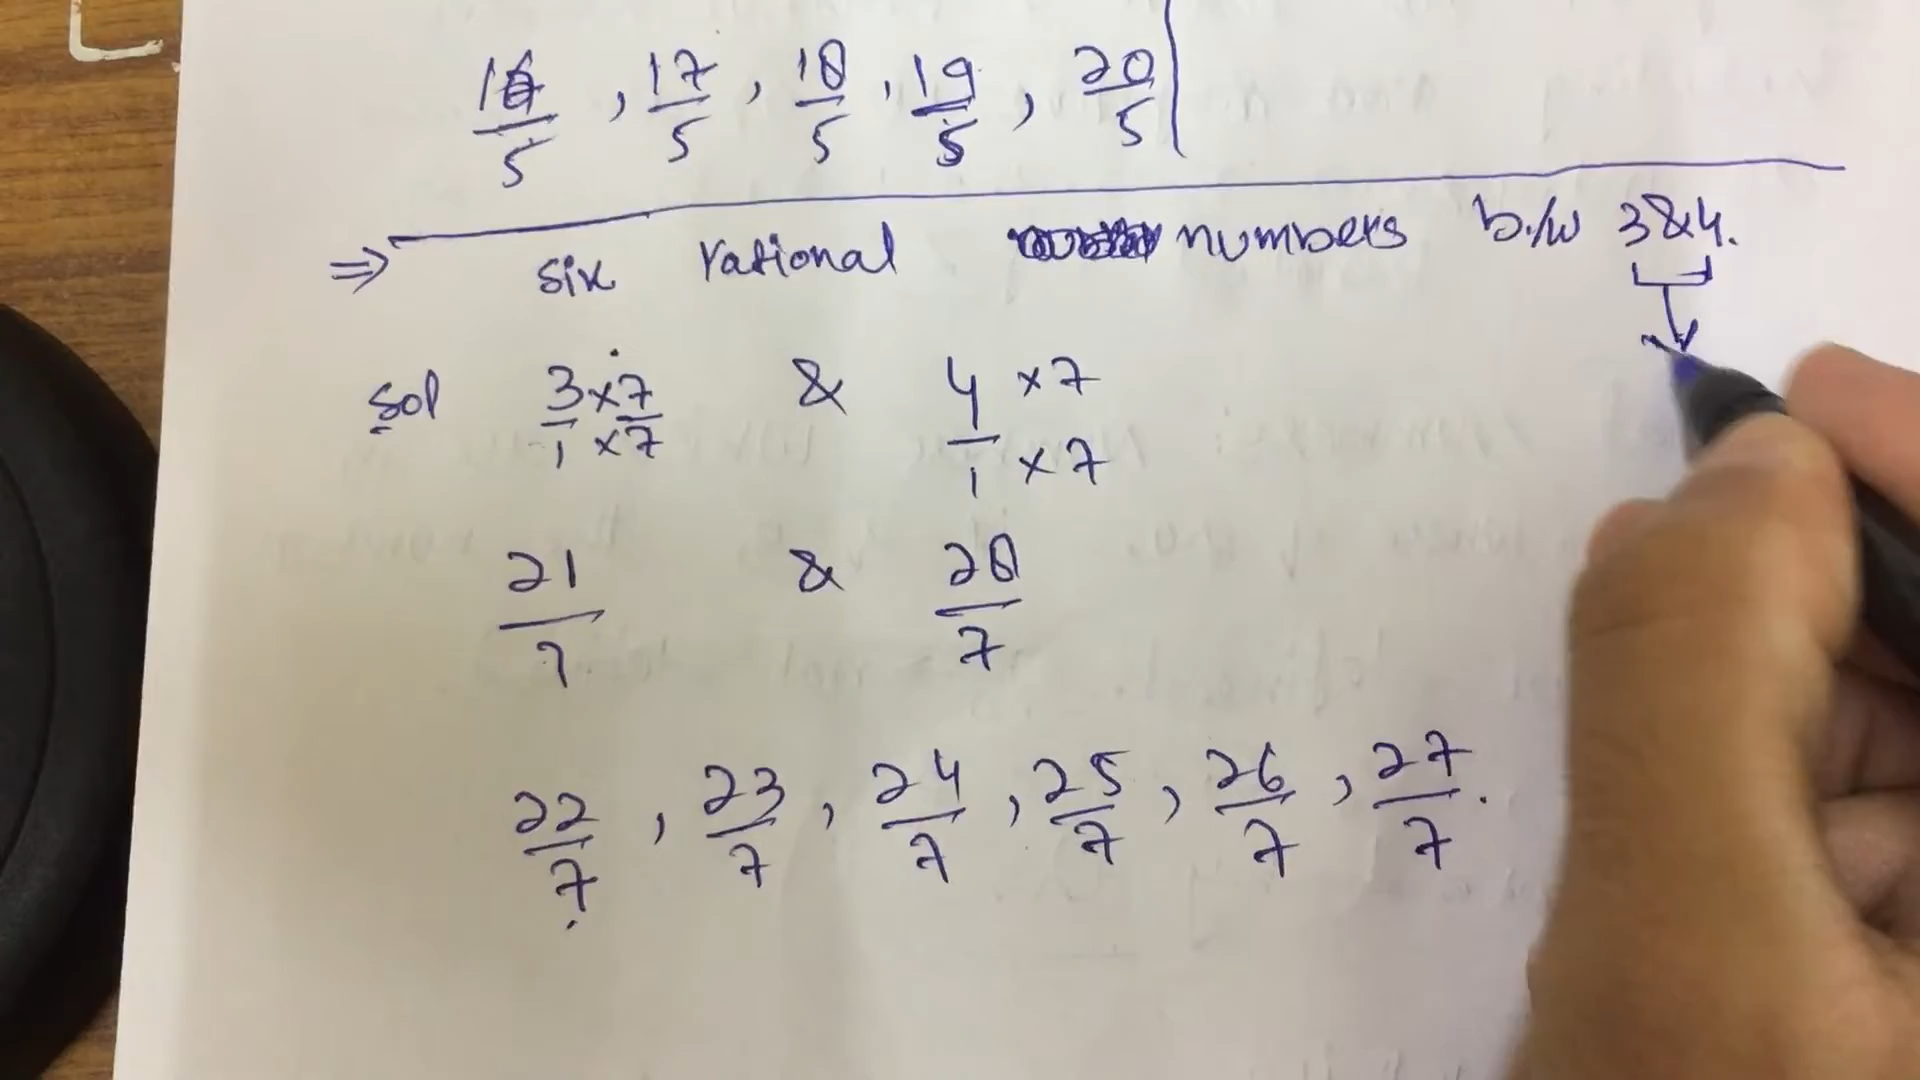 16/5 , 17/5 , 18/5 , 19/5 , 20/5
⇒ six rational numbers b/w 3 & 4.
Sol 3×7/1×7 & 4×7/1×7
21/7 & 28/7
22/7 , 23/7 , 24/7 , 25/7 , 26/7 , 27/7 .